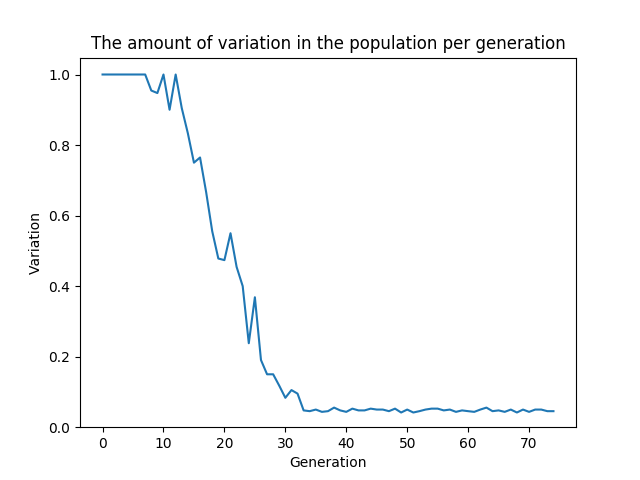 The amount of variation in the population per generation
1.0
0.8
0.6
0.4
0.2
0.0
Variation
0 10 20 30 40 50 60 70
Generation